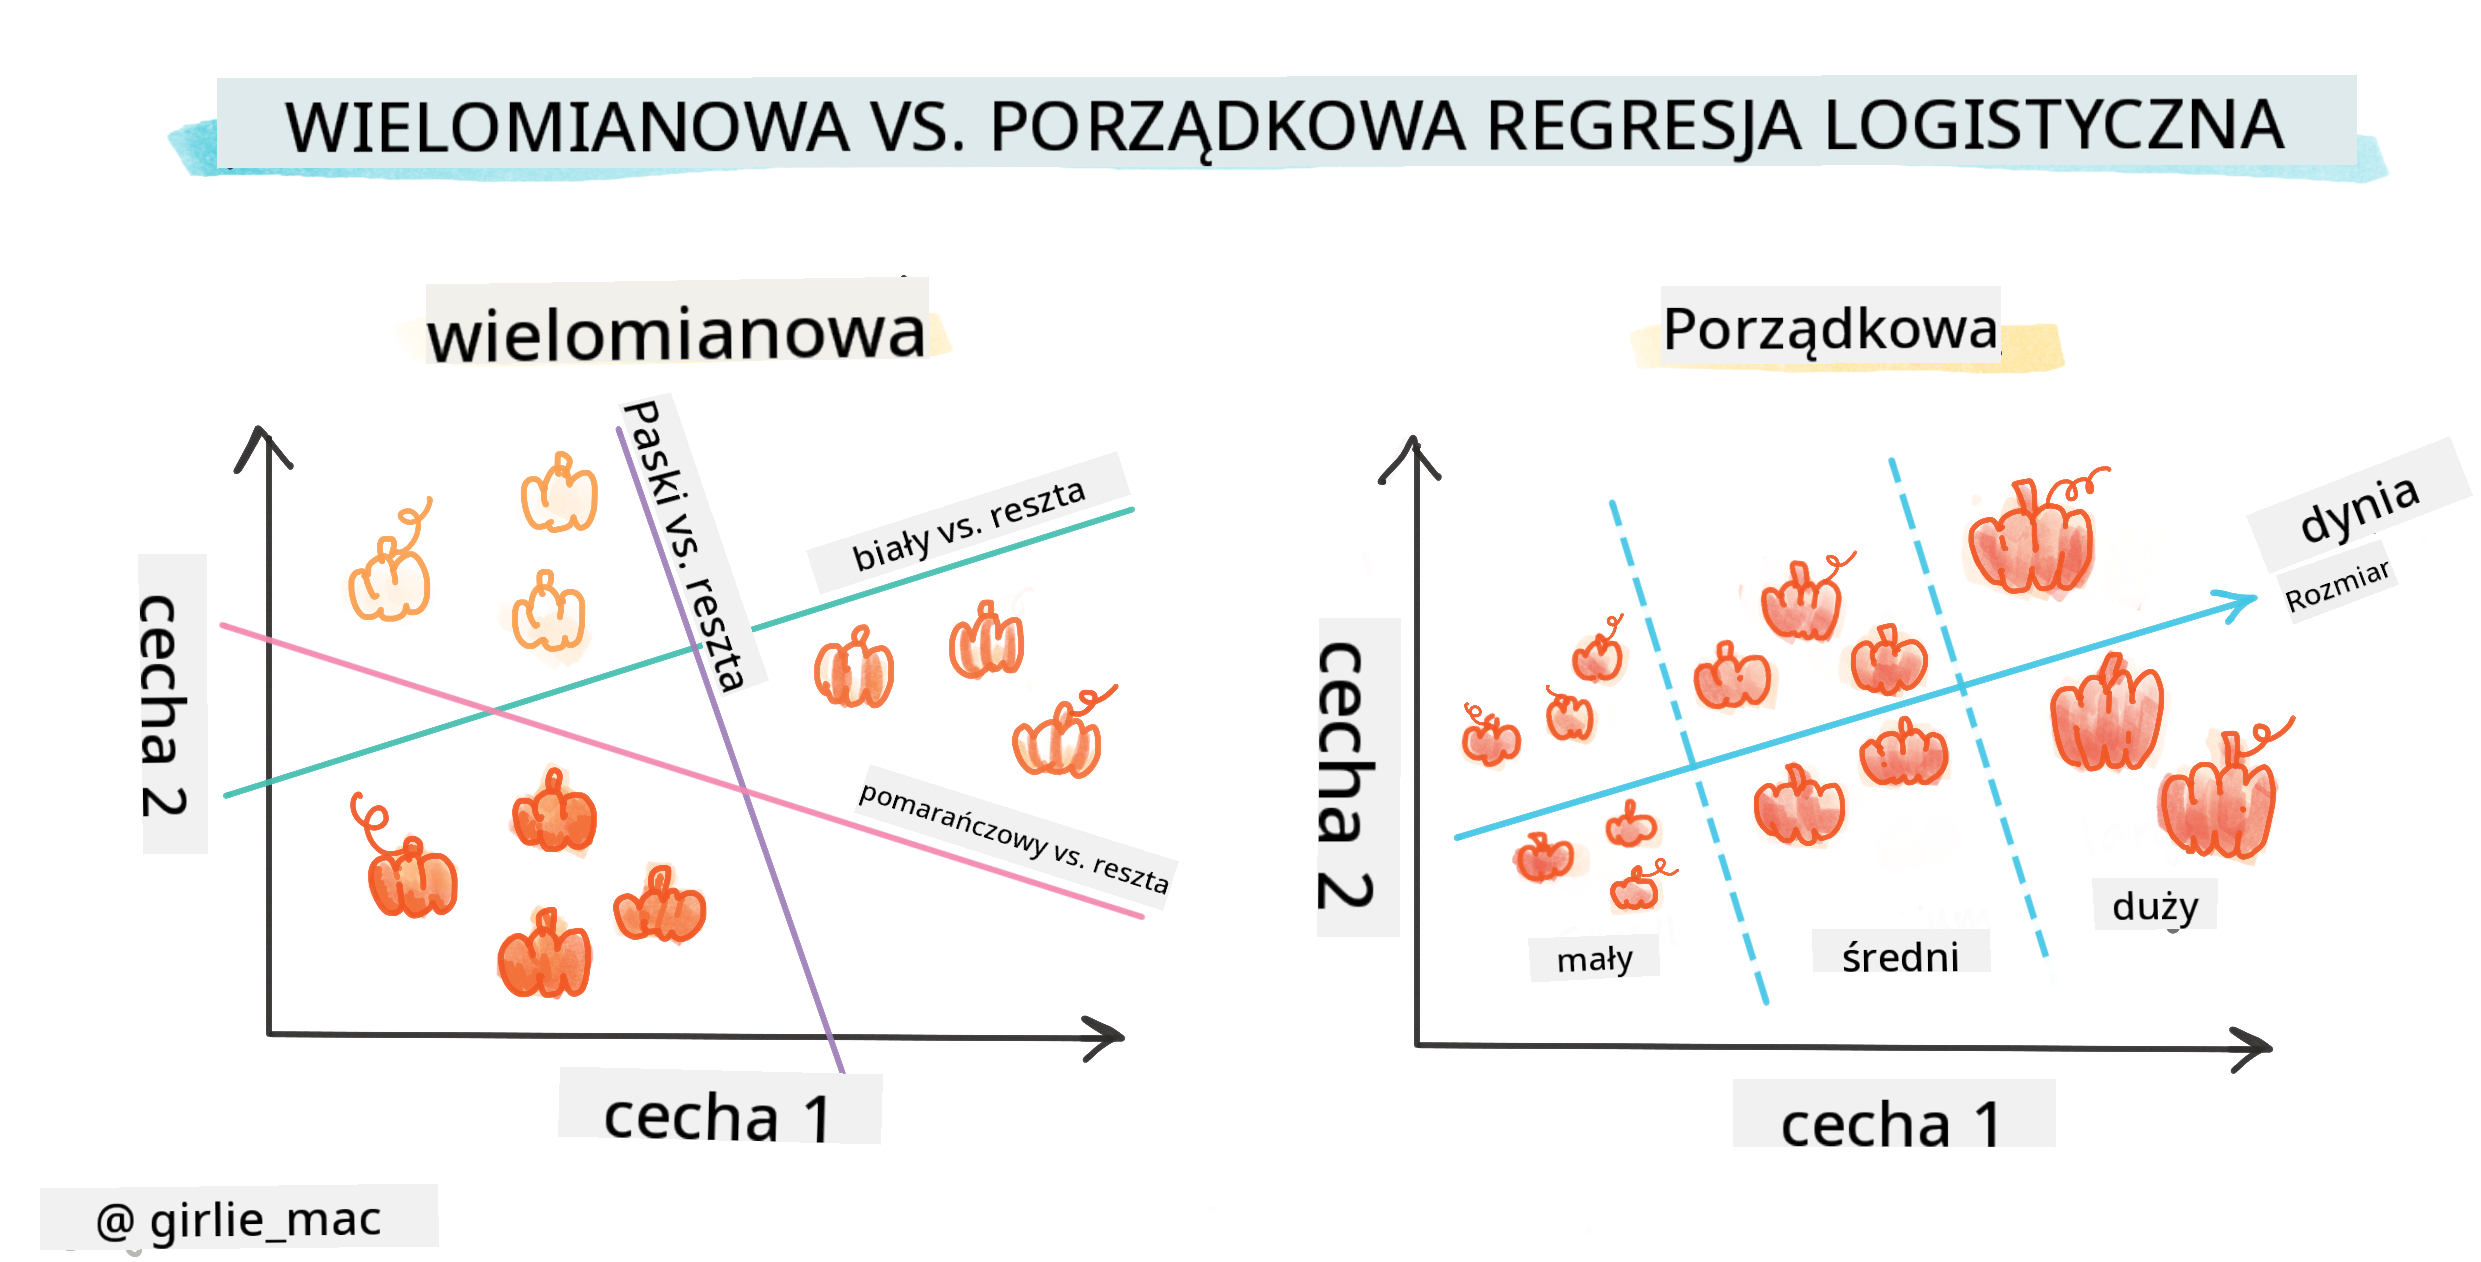 WIELOMIANOWA VS. PORZĄDKOWA REGRESJA LOGISTYCZNA
wielomianowa
cecha 2
Paski vs. reszta
biały vs. reszta
pomarańczowy vs. reszta
cecha 1
Porządkowa
cecha 2
dynia
Rozmiar
mały
średni
duży
cecha 1
@ girlie_mac